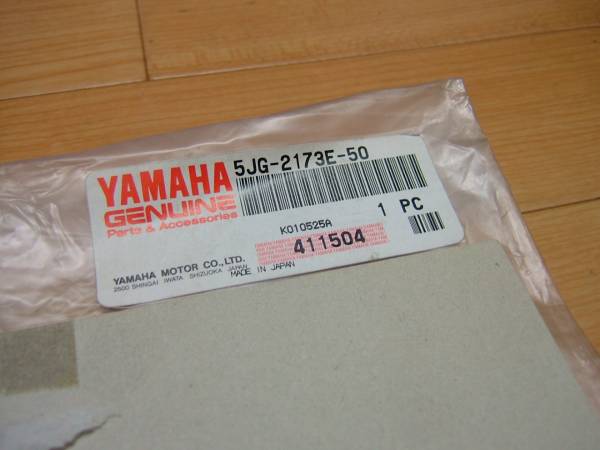 YAMAHA
GENUINE
Parts & Accessories
5JG-2173E-50
1 PC
K010525A
411504
YAMAHA MOTOR CO., LTD.
2500 SHINGAI IWATA SHIZUOKA JAPAN
MADE IN JAPAN